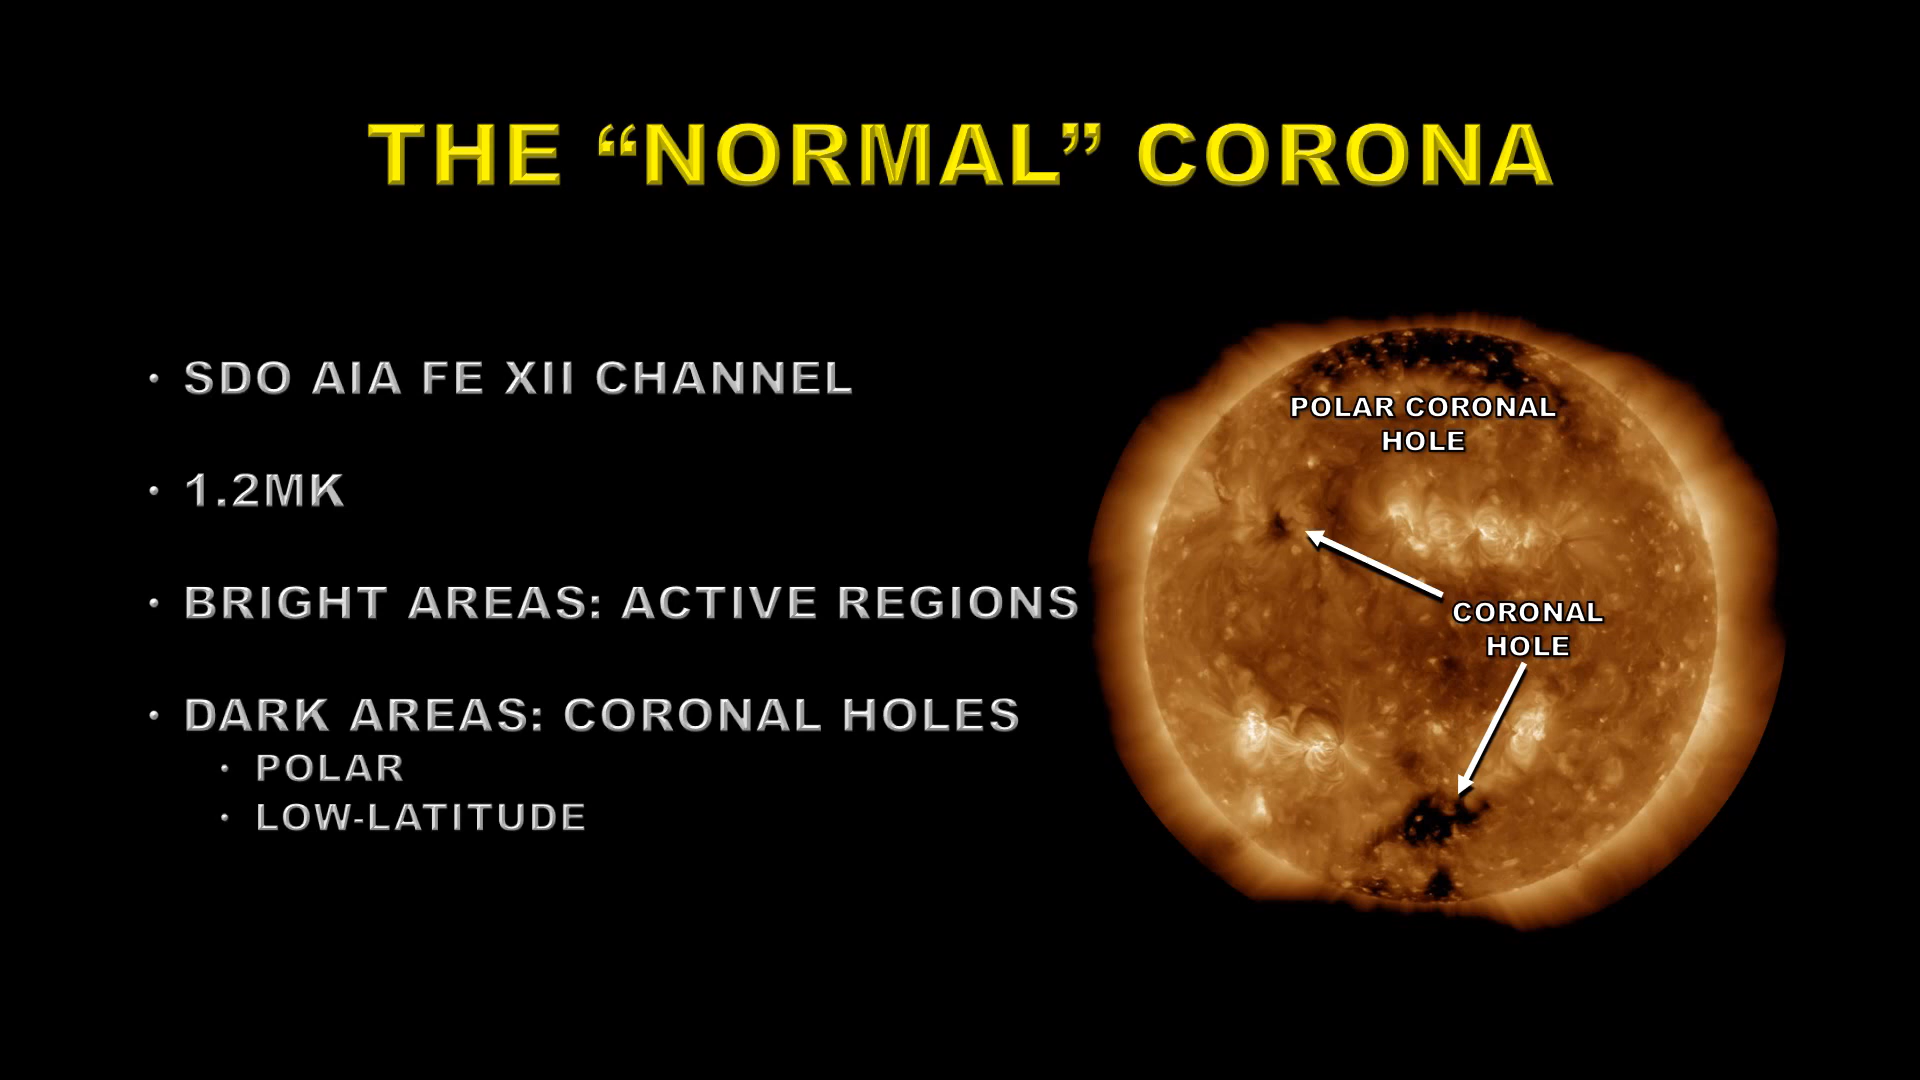 THE “NORMAL” CORONA
• SDO AIA FE XII CHANNEL
• 1.2MK
• BRIGHT AREAS: ACTIVE REGIONS
• DARK AREAS: CORONAL HOLES
• POLAR
• LOW-LATITUDE
POLAR CORONAL
HOLE
CORONAL
HOLE